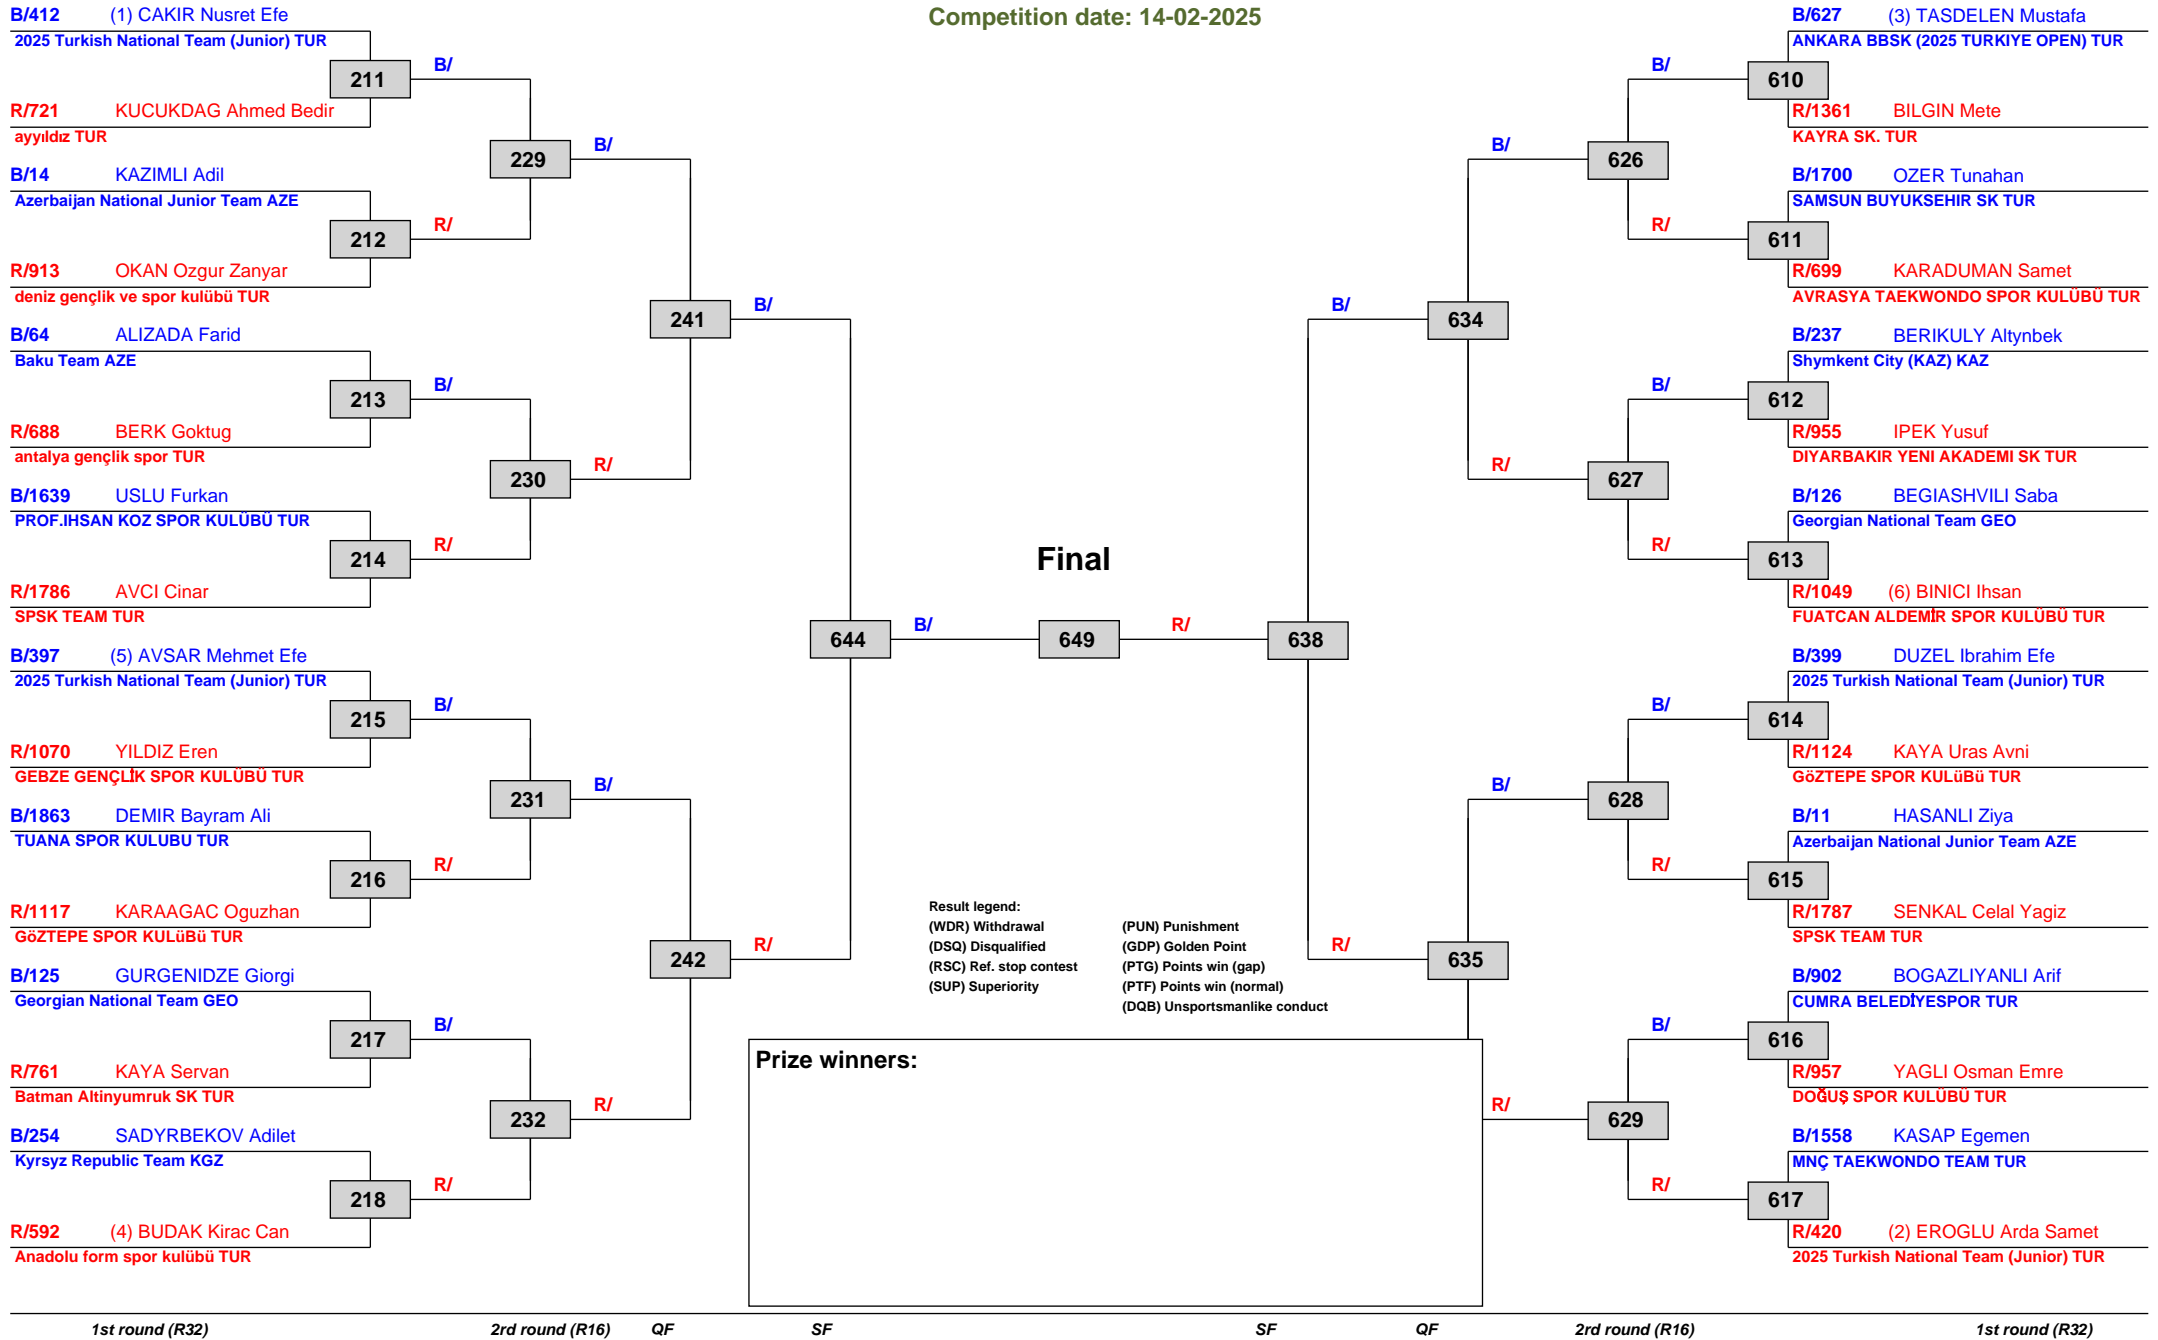 Competition date: 14-02-2025
B/412 (1) CAKIR Nusret Efe
2025 Turkish National Team (Junior) TUR
211
B/
R/721 KUCUKDAG Ahmed Bedir
ayyıldız TUR
229
B/
B/14 KAZIMLI Adil
Azerbaijan National Junior Team AZE
212
R/
R/913 OKAN Ozgur Zanyar
deniz gençlik ve spor kulübü TUR
241
B/
B/64 ALIZADA Farid
Baku Team AZE
213
B/
R/688 BERK Goktug
antalya gençlik spor TUR
230
R/
B/1639 USLU Furkan
PROF.IHSAN KOZ SPOR KULÜBÜ TUR
214
R/
R/1786 AVCI Cinar
SPSK TEAM TUR
644
B/
B/397 (5) AVSAR Mehmet Efe
2025 Turkish National Team (Junior) TUR
215
B/
R/1070 YILDIZ Eren
GEBZE GENÇLİK SPOR KULÜBÜ TUR
231
B/
B/1863 DEMIR Bayram Ali
TUANA SPOR KULUBU TUR
216
R/
R/1117 KARAAGAC Oguzhan
GöZTEPE SPOR KULüBü TUR
242
R/
B/125 GURGENIDZE Giorgi
Georgian National Team GEO
217
B/
R/761 KAYA Servan
Batman Altinyumruk SK TUR
232
R/
B/254 SADYRBEKOV Adilet
Kyrsyz Republic Team KGZ
218
R/
R/592 (4) BUDAK Kirac Can
Anadolu form spor kulübü TUR
Final
649
R/
638
B/627 (3) TASDELEN Mustafa
ANKARA BBSK (2025 TURKIYE OPEN) TUR
B/
610
R/1361 BILGIN Mete
KAYRA SK. TUR
B/
626
B/1700 OZER Tunahan
SAMSUN BUYUKSEHIR SK TUR
R/
611
R/699 KARADUMAN Samet
AVRASYA TAEKWONDO SPOR KULÜBÜ TUR
B/
634
B/237 BERIKULY Altynbek
Shymkent City (KAZ) KAZ
B/
612
R/955 IPEK Yusuf
DIYARBAKIR YENI AKADEMI SK TUR
R/
627
B/126 BEGIASHVILI Saba
Georgian National Team GEO
R/
613
R/1049 (6) BINICI Ihsan
FUATCAN ALDEMİR SPOR KULÜBÜ TUR
B/399 DUZEL Ibrahim Efe
2025 Turkish National Team (Junior) TUR
B/
614
R/1124 KAYA Uras Avni
GöZTEPE SPOR KULüBü TUR
B/
628
B/11 HASANLI Ziya
Azerbaijan National Junior Team AZE
R/
615
R/1787 SENKAL Celal Yagiz
SPSK TEAM TUR
R/
635
B/902 BOGAZLIYANLI Arif
CUMRA BELEDİYESPOR TUR
B/
616
R/957 YAGLI Osman Emre
DOĞUŞ SPOR KULÜBÜ TUR
R/
629
B/1558 KASAP Egemen
MNÇ TAEKWONDO TEAM TUR
R/
617
R/420 (2) EROGLU Arda Samet
2025 Turkish National Team (Junior) TUR
Result legend:
(WDR) Withdrawal (PUN) Punishment
(DSQ) Disqualified (GDP) Golden Point
(RSC) Ref. stop contest (PTG) Points win (gap)
(SUP) Superiority (PTF) Points win (normal)
(DQB) Unsportsmanlike conduct
Prize winners:
1st round (R32) 2rd round (R16) QF SF SF QF 2rd round (R16) 1st round (R32)